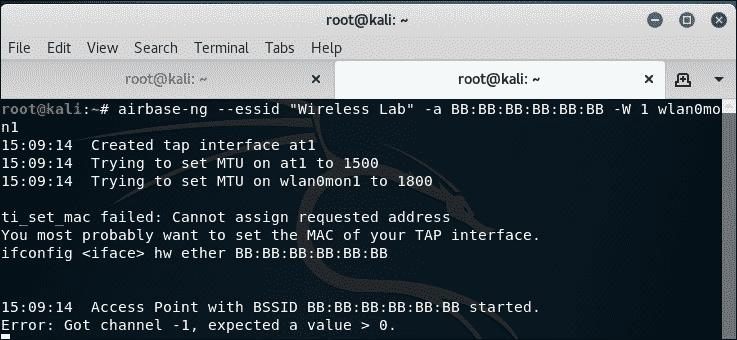 root@kali: ~
File Edit View Search Terminal Tabs Help
root@kali: ~ × root@kali: ~ ×
root@kali:~# airbase-ng --essid "Wireless Lab" -a BB:BB:BB:BB:BB:BB -W 1 wlan0mo
n1
15:09:14  Created tap interface at1
15:09:14  Trying to set MTU on at1 to 1500
15:09:14  Trying to set MTU on wlan0mon1 to 1800
ti_set_mac failed: Cannot assign requested address
You most probably want to set the MAC of your TAP interface.
ifconfig <iface> hw ether BB:BB:BB:BB:BB:BB
15:09:14  Access Point with BSSID BB:BB:BB:BB:BB:BB started.
Error: Got channel -1, expected a value > 0.